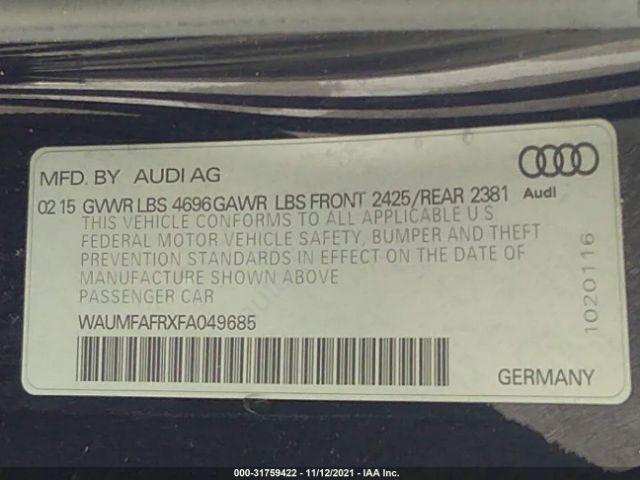 MFD. BY AUDI AG
02 15 GVWR LBS 4696 GAWR LBS FRONT 2425/REAR 2381
Audi
THIS VEHICLE CONFORMS TO ALL APPLICABLE U S
FEDERAL MOTOR VEHICLE SAFETY, BUMPER AND THEFT
PREVENTION STANDARDS IN EFFECT ON THE DATE OF
MANUFACTURE SHOWN ABOVE
PASSENGER CAR
1020116
WAUMFAFRXFA049685
GERMANY
000-31759422 - 11/12/2021 - IAA Inc.